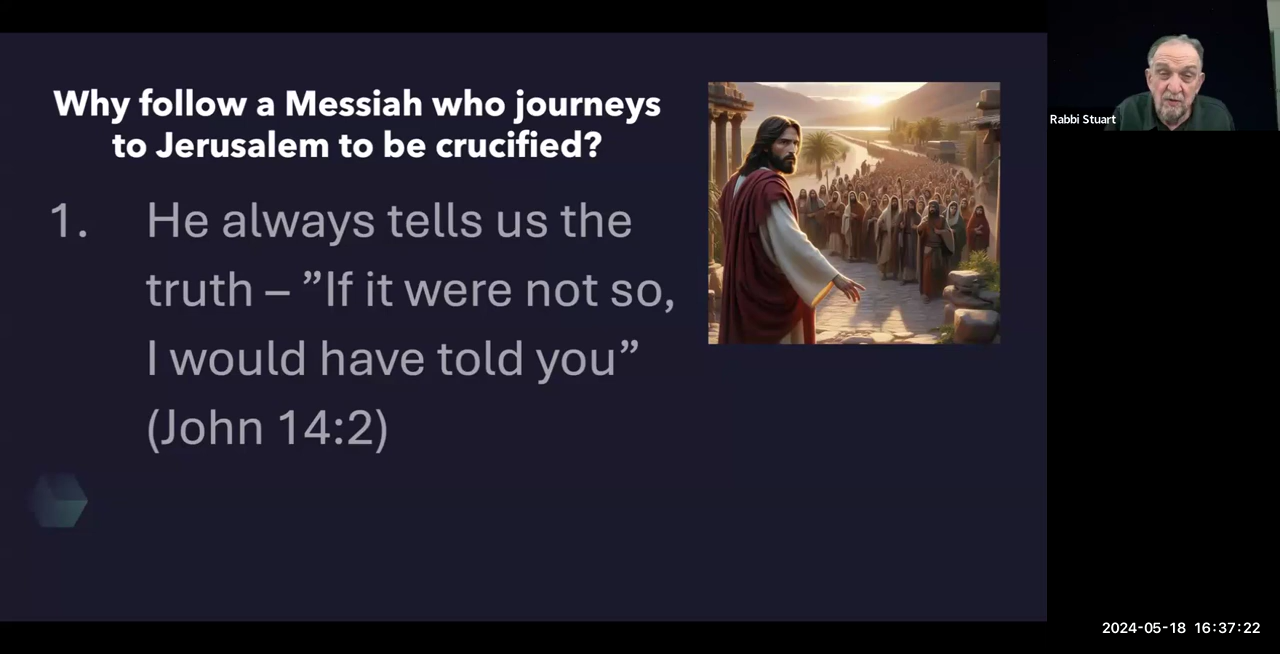 Why follow a Messiah who journeys
to Jerusalem to be crucified?
1. He always tells us the
truth – ”If it were not so,
I would have told you”
(John 14:2)
Rabbi Stuart
2024-05-18 16:37:22